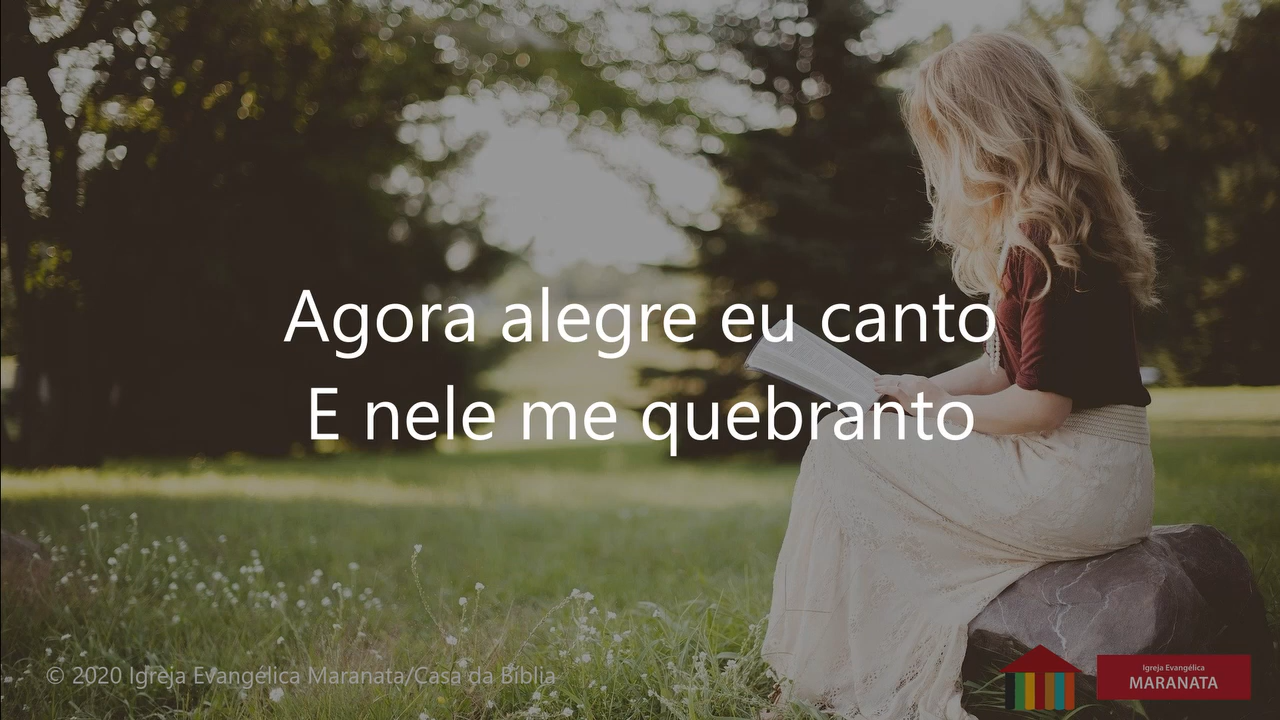 Agora alegre eu canto
E nele me quebranto
© 2020 Igreja Evangélica Maranata/Casa da Bíblia
Igreja Evangélica
MARANATA